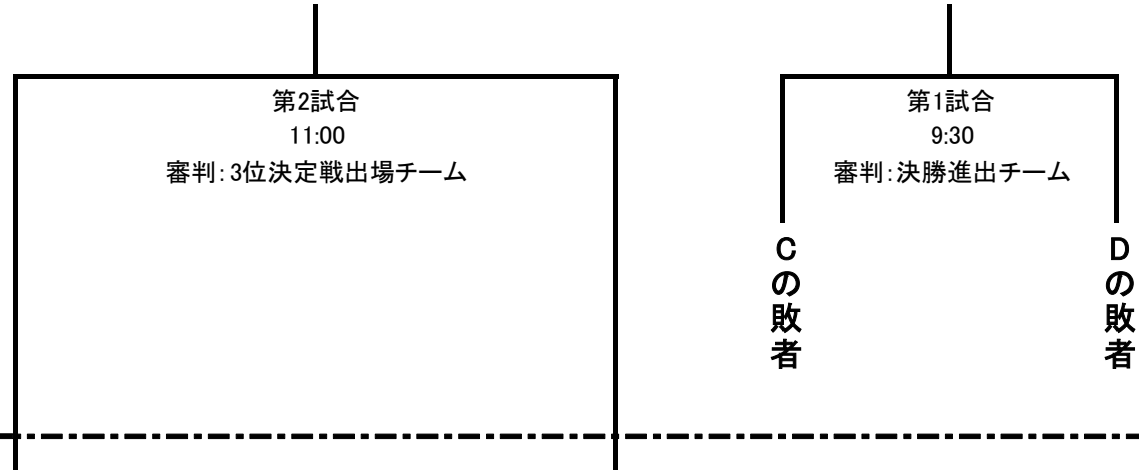 第2試合
11:00
審判：3位決定戦出場チーム
第1試合
9:30
審判：決勝進出チーム
Cの敗者
Dの敗者